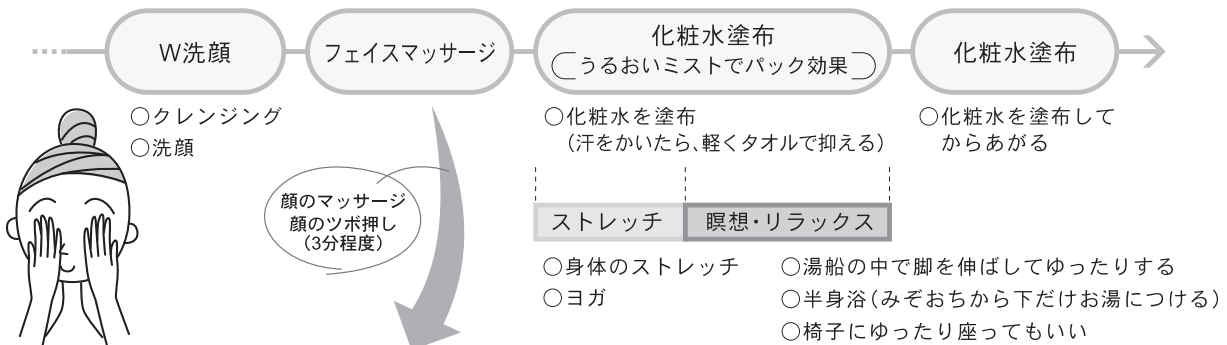 W洗顔
フェイスマッサージ
化粧水塗布
うるおいミストでパック効果
化粧水塗布
○クレンジング
○洗顔
顔のマッサージ
顔のツボ押し
(3分程度)
○化粧水を塗布
(汗をかいたら、軽くタオルで抑える)
○化粧水を塗布して
からあがる
ストレッチ
瞑想・リラックス
○身体のストレッチ
○ヨガ
○湯船の中で脚を伸ばしてゆったりする
○半身浴(みぞおちから下だけお湯につける)
○椅子にゆったり座ってもいい